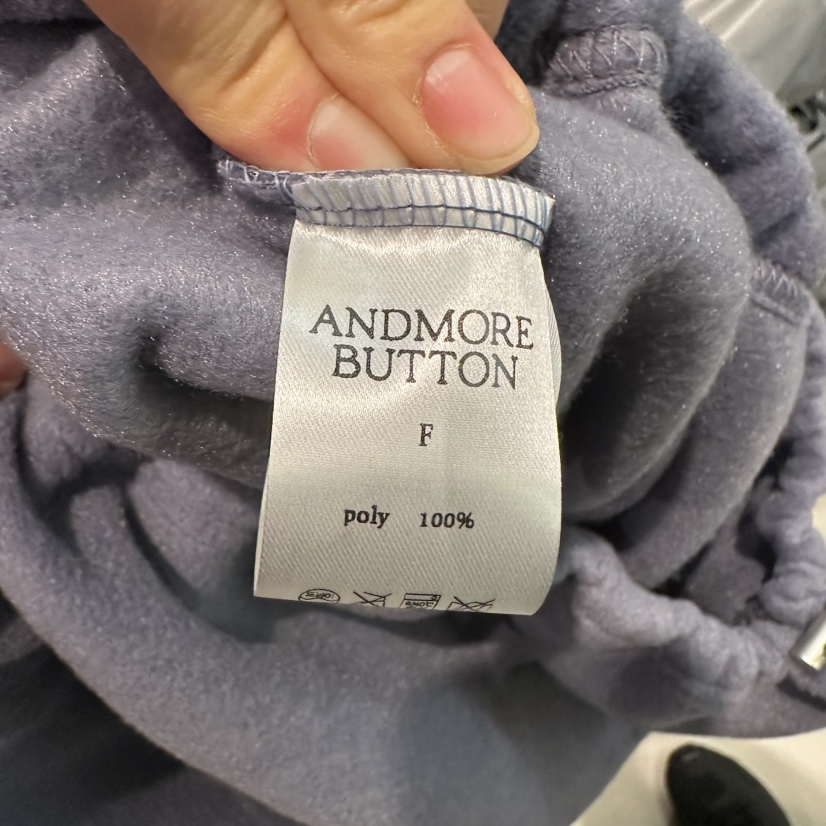 ANDMORE
BUTTON
F
poly 100%